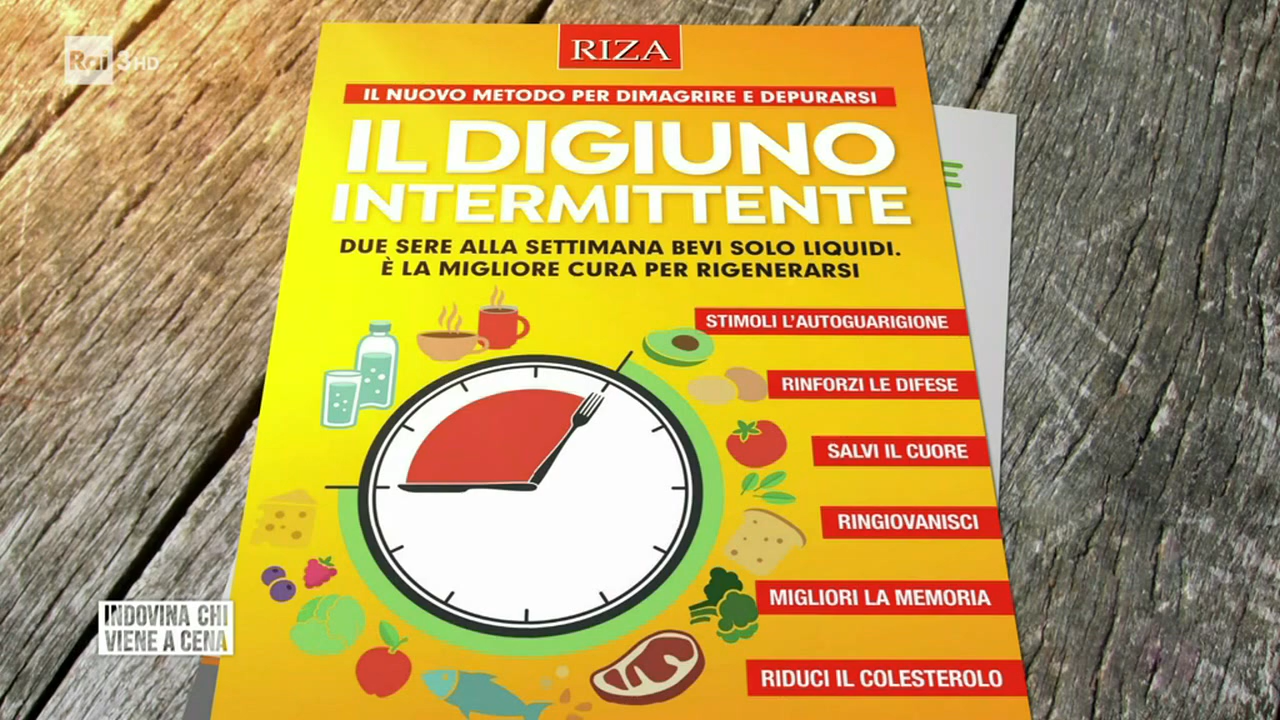 Rai 3HD
RIZA
IL NUOVO METODO PER DIMAGRIRE E DEPURARSI
IL DIGIUNO
INTERMITTENTE
DUE SERE ALLA SETTIMANA BEVI SOLO LIQUIDI.
È LA MIGLIORE CURA PER RIGENERARSI
STIMOLI L'AUTOGUARIGIONE
RINFORZI LE DIFESE
SALVI IL CUORE
RINGIOVANISCI
MIGLIORI LA MEMORIA
RIDUCI IL COLESTEROLO
INDOVINA CHI
VIENE A CENA